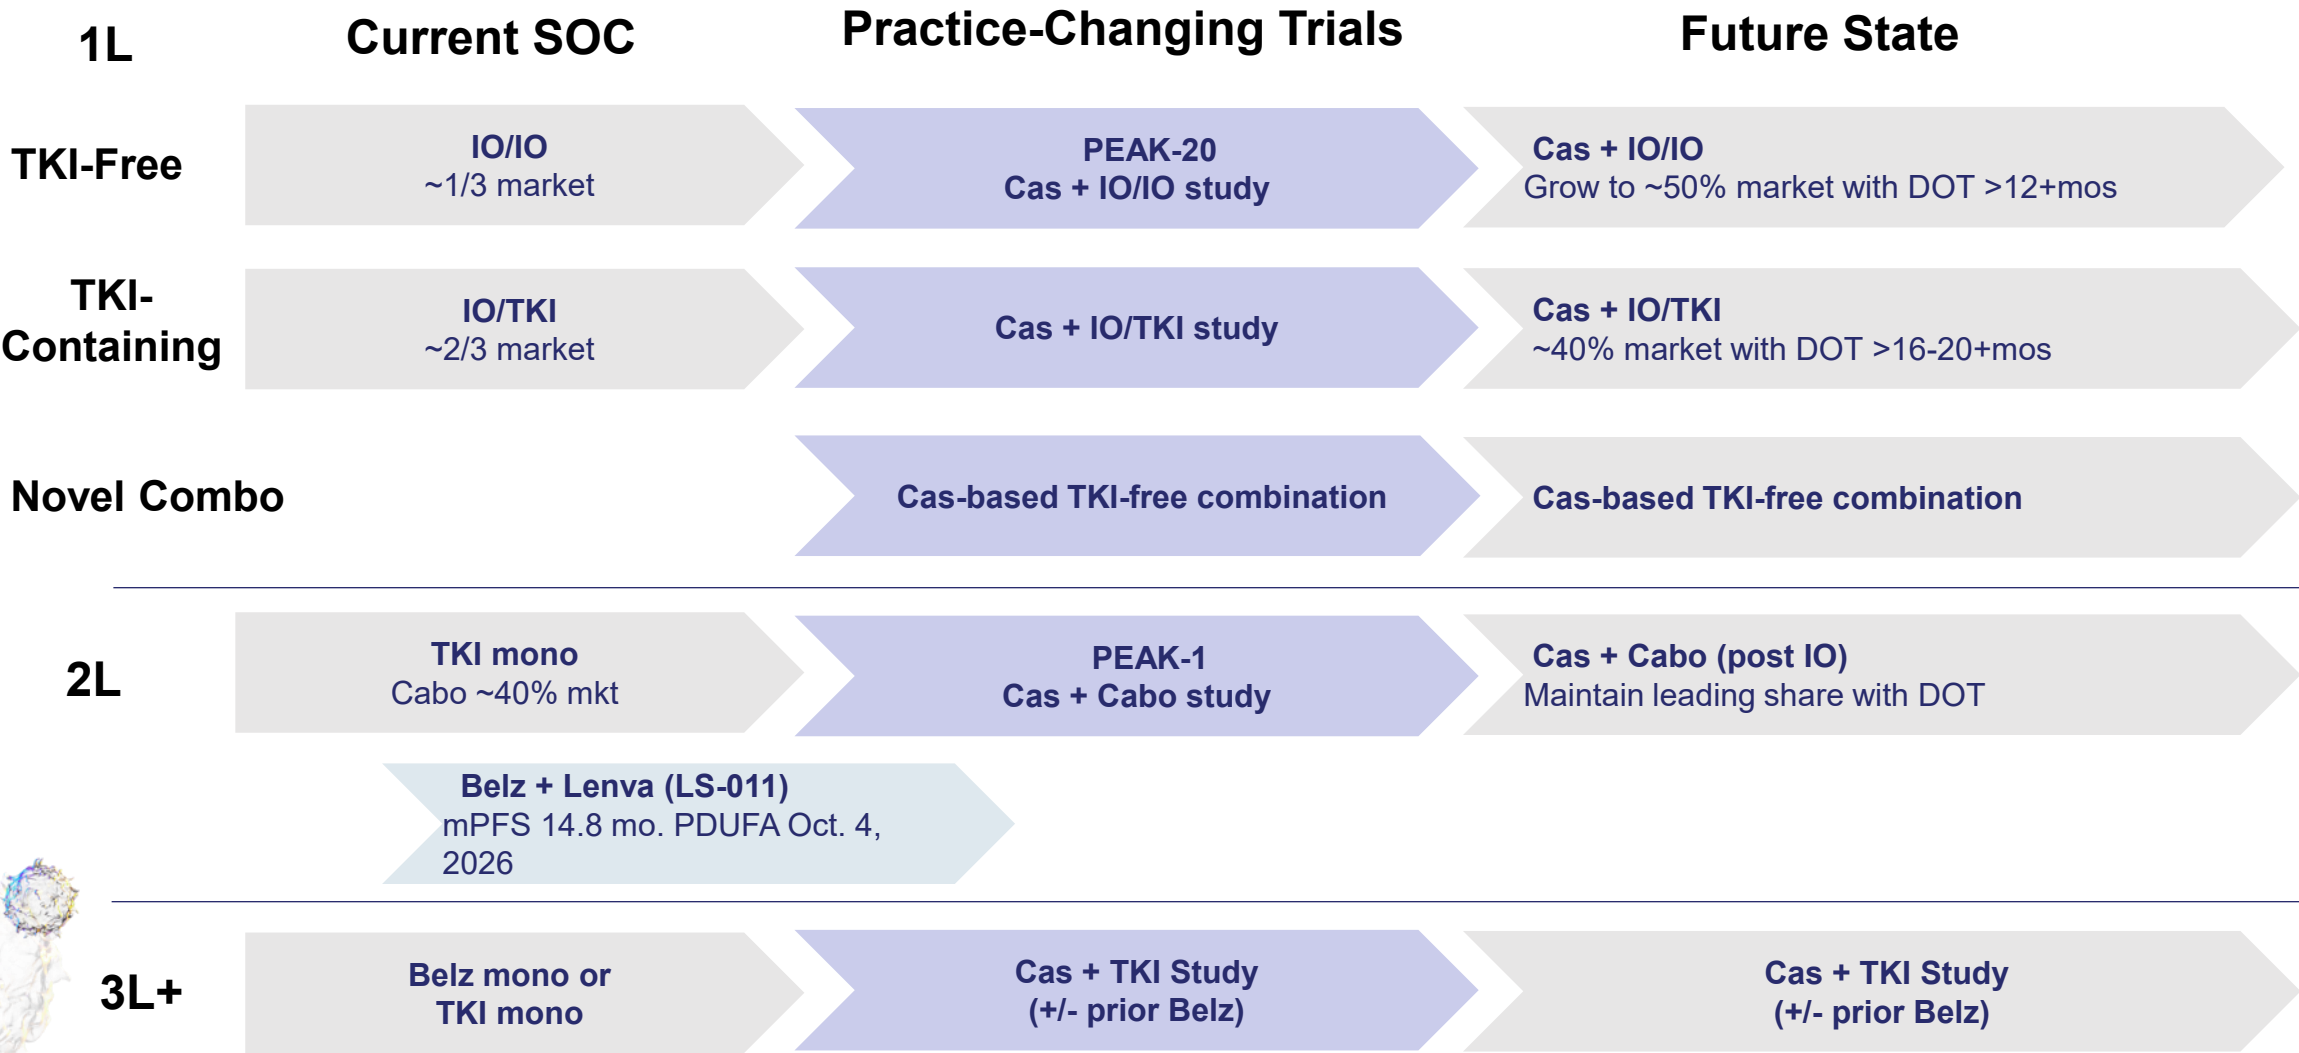 1L
Current SOC
Practice-Changing Trials
Future State
TKI-Free
IO/IO
~1/3 market
PEAK-20
Cas + IO/IO study
Cas + IO/IO
Grow to ~50% market with DOT >12+mos
TKI-
Containing
IO/TKI
~2/3 market
Cas + IO/TKI study
Cas + IO/TKI
~40% market with DOT >16-20+mos
Novel Combo
Cas-based TKI-free combination
Cas-based TKI-free combination
2L
TKI mono
Cabo ~40% mkt
PEAK-1
Cas + Cabo study
Cas + Cabo (post IO)
Maintain leading share with DOT
Belz + Lenva (LS-011)
mPFS 14.8 mo. PDUFA Oct. 4,
2026
3L+
Belz mono or
TKI mono
Cas + TKI Study
(+/- prior Belz)
Cas + TKI Study
(+/- prior Belz)